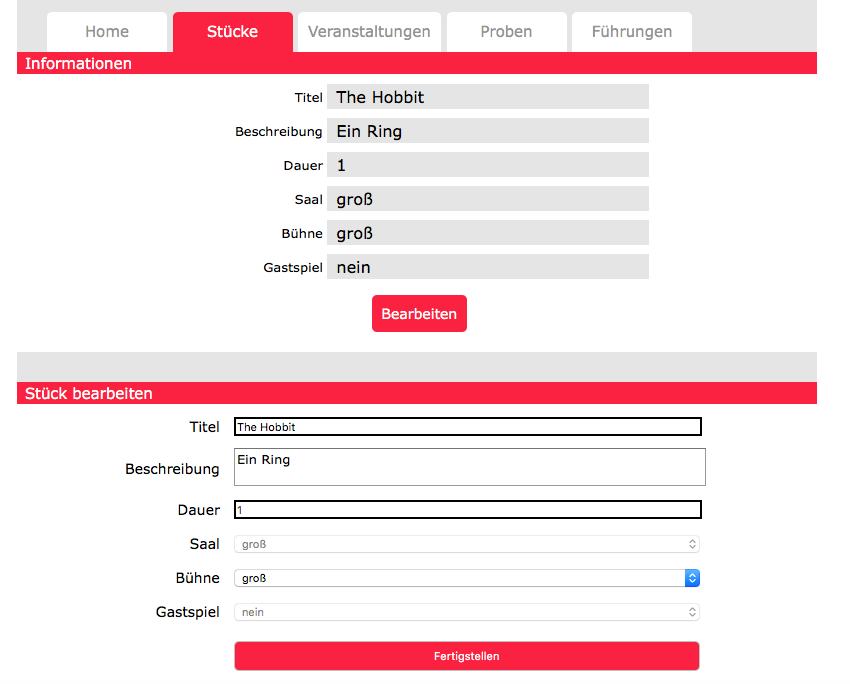 Home Stücke Veranstaltungen Proben Führungen
Informationen
Titel The Hobbit
Beschreibung Ein Ring
Dauer 1
Saal groß
Bühne groß
Gastspiel nein
Bearbeiten
Stück bearbeiten
Titel The Hobbit
Beschreibung Ein Ring
Dauer 1
Saal groß
Bühne groß
Gastspiel nein
Fertigstellen